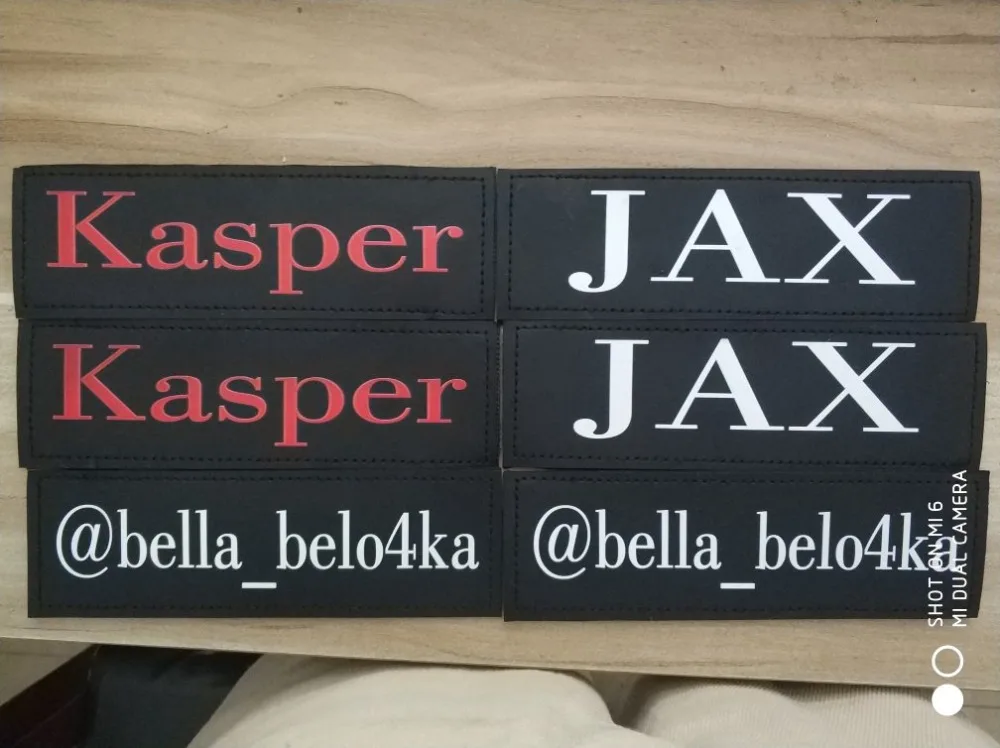 Kasper
JAX
Kasper
JAX
@bella_belo4ka
@bella_belo4ka
SHOT ON MI 6
MI DUAL CAMERA